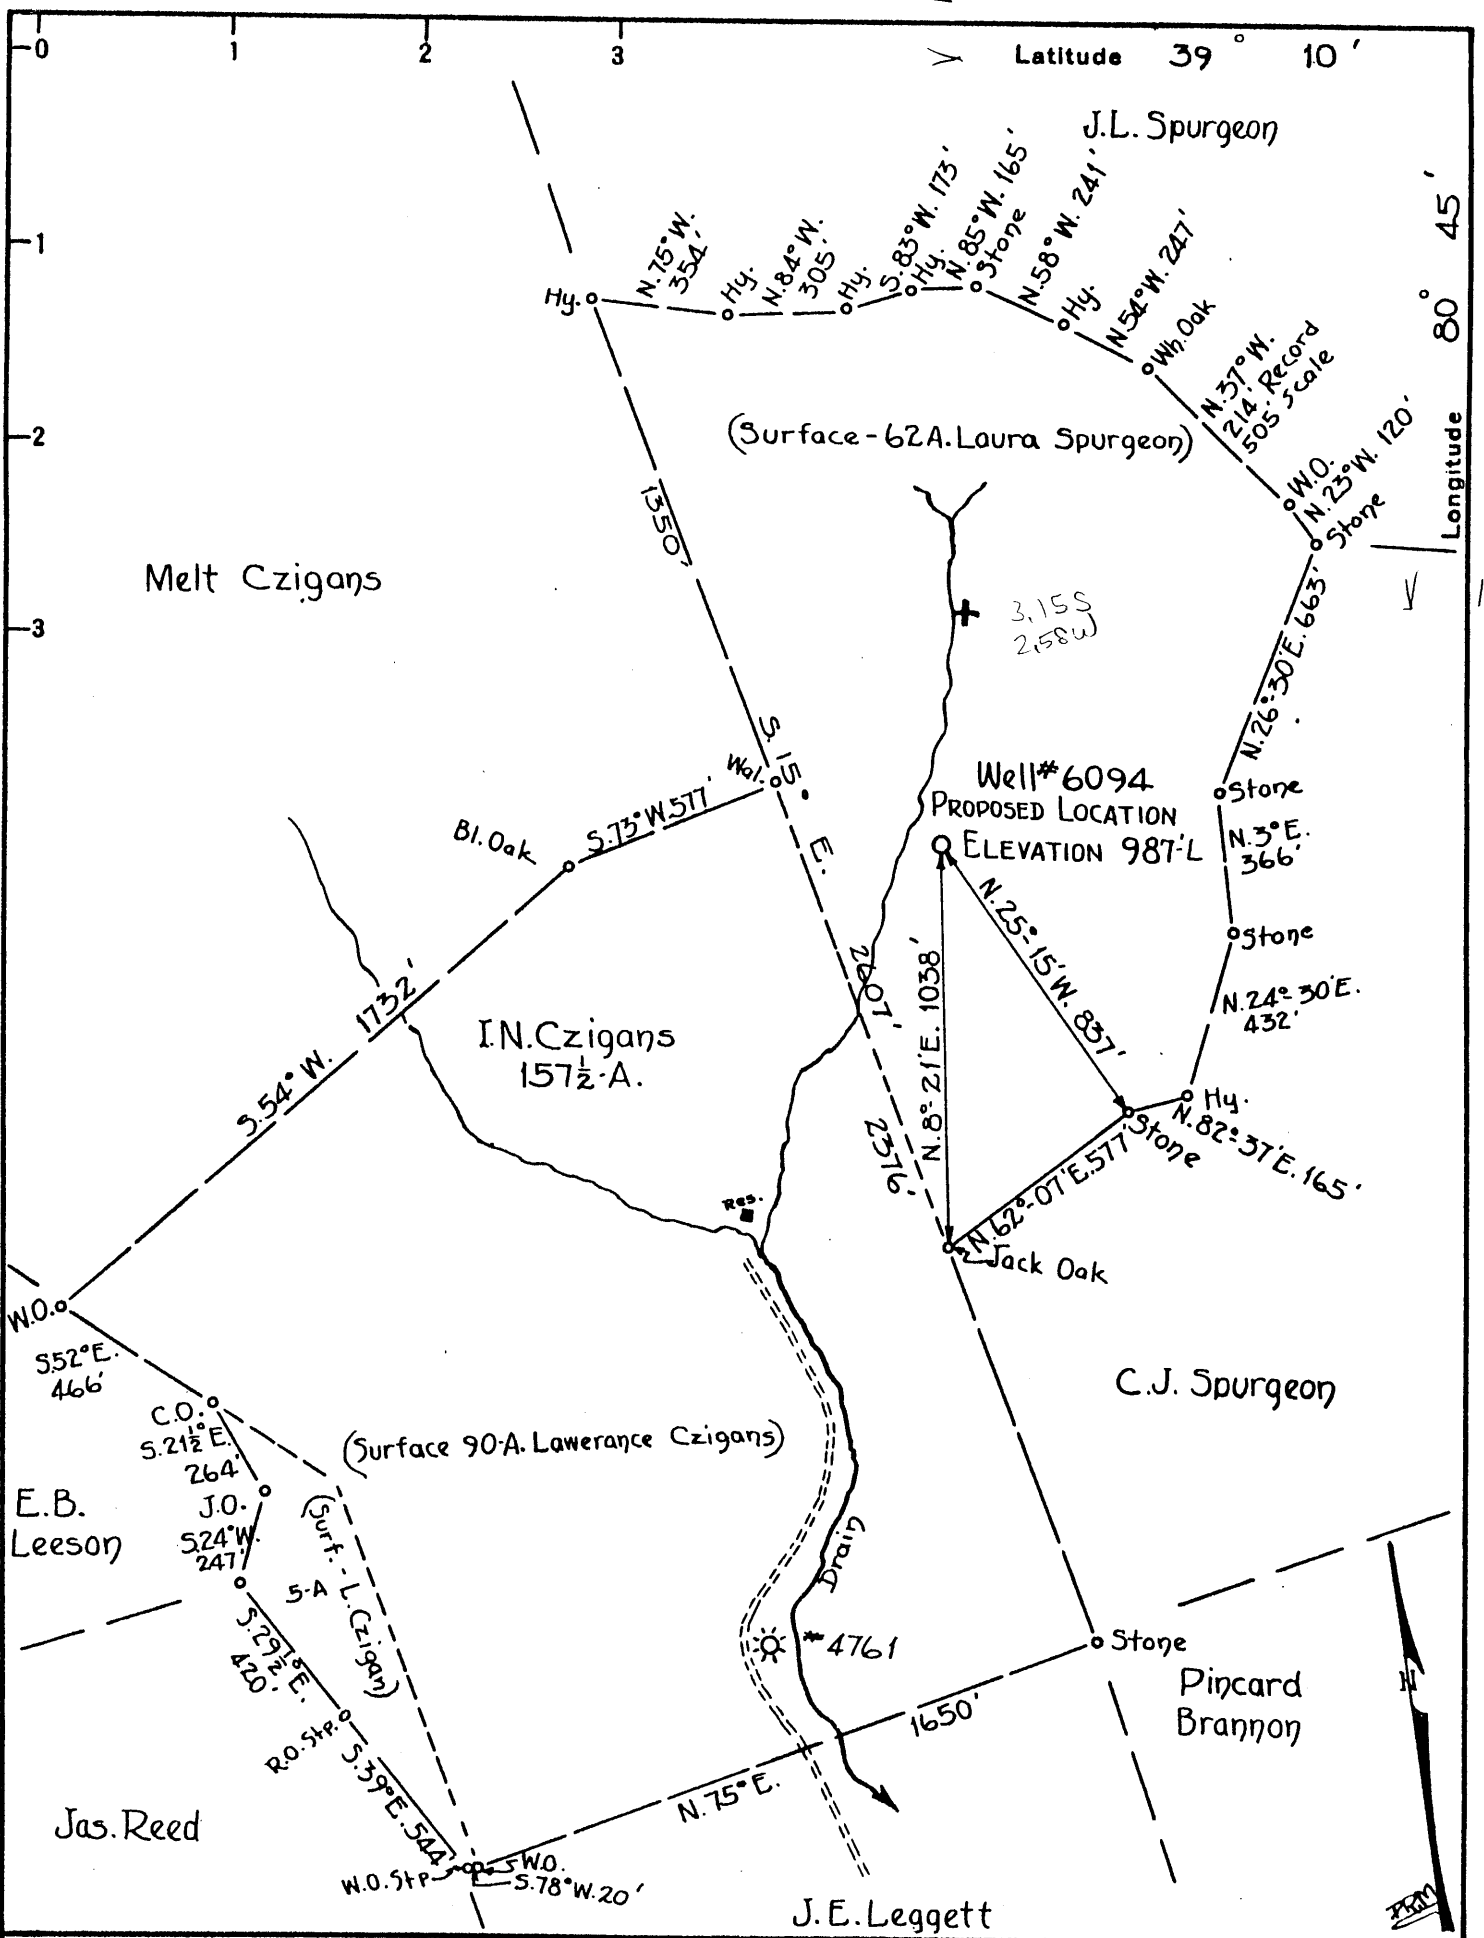 0
1
2
3
Latitude 39° 10'
J.L. Spurgeon
1
2
3
Longitude 80° 45'
Hy.
N.75°W.
354'
Hy.
N.84°W.
305'
Hy.
S.83°W. 173'
Hy.
N.85°W. 165'
Stone
N.58°W. 241'
Hy.
N.54°W. 247'
Wh.Oak
N.37°W.
214' Record
505' Scale
W.O.
N.23°W. 120'
Stone
(Surface-62A. Laura Spurgeon)
1350'
Melt Czigans
3,15S
2,58W
N.26°-30'E. 663'
Wal.
S.15°E.
Well#6094
PROPOSED LOCATION
ELEVATION 987'-L
Stone
N.3°E.
366'
Stone
N.24°-30'E.
432'
Bl.Oak
S.73°W.577'
1732'
S.54°W.
I.N.Czigans
157½-A.
2607'
2376'
N.8°-21'E. 1038'
N.25°-15'W. 837'
Hy.
N.82°-37'E. 165'
Stone
N.62°-07'E.577'
Jack Oak
Res.
W.O.
S.52°E.
466'
C.O.
S.21½°E.
264'
J.O.
S.24°W.
247'
E.B.
Leeson
(Surface 90-A. Lawerance Czigans)
C.J. Spurgeon
5-A
(Surf. - L.Czigan)
S.29½°E.
420'
R.O.Stp.
S.39°E.544'
Drain
4761
Stone
Pincard
Brannon
N
1650'
N.75°E.
Jas.Reed
W.O.Stp
W.O.
S.78°W.20'
J.E.Leggett
PRM